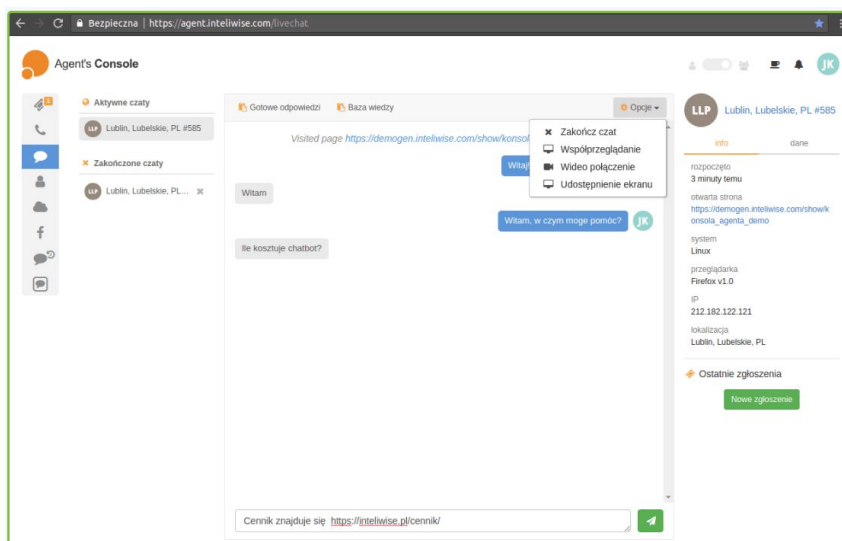 Bezpieczna | https://agent.inteliwise.com/livechat
Agent's Console
JK
1
Aktywne czaty
LLP Lublin, Lubelskie, PL #585
Zakończone czaty
LLP Lublin, Lubelskie, PL...
Gotowe odpowiedzi
Baza wiedzy
Opcje
Zakończ czat
Współprzeglądanie
Wideo połączenie
Udostępnienie ekranu
Visited page https://demogen.inteliwise.com/show/konsol
Witaj!
Witam
Witam, w czym moge pomóc? JK
Ile kosztuje chatbot?
Cennik znajduje się https://inteliwise.pl/cennik/
LLP Lublin, Lubelskie, PL #585
info
dane
rozpoczęto
3 minuty temu
otwarta strona
https://demogen.inteliwise.com/show/k
onsola_agenta_demo
system
Linux
przeglądarka
Firefox v1.0
IP
212.182.122.121
lokalizacja
Lublin, Lubelskie, PL
Ostatnie zgłoszenia
Nowe zgłoszenie